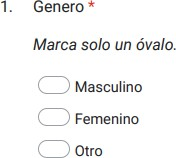 1. Genero *
Marca solo un óvalo.
Masculino
Femenino
Otro